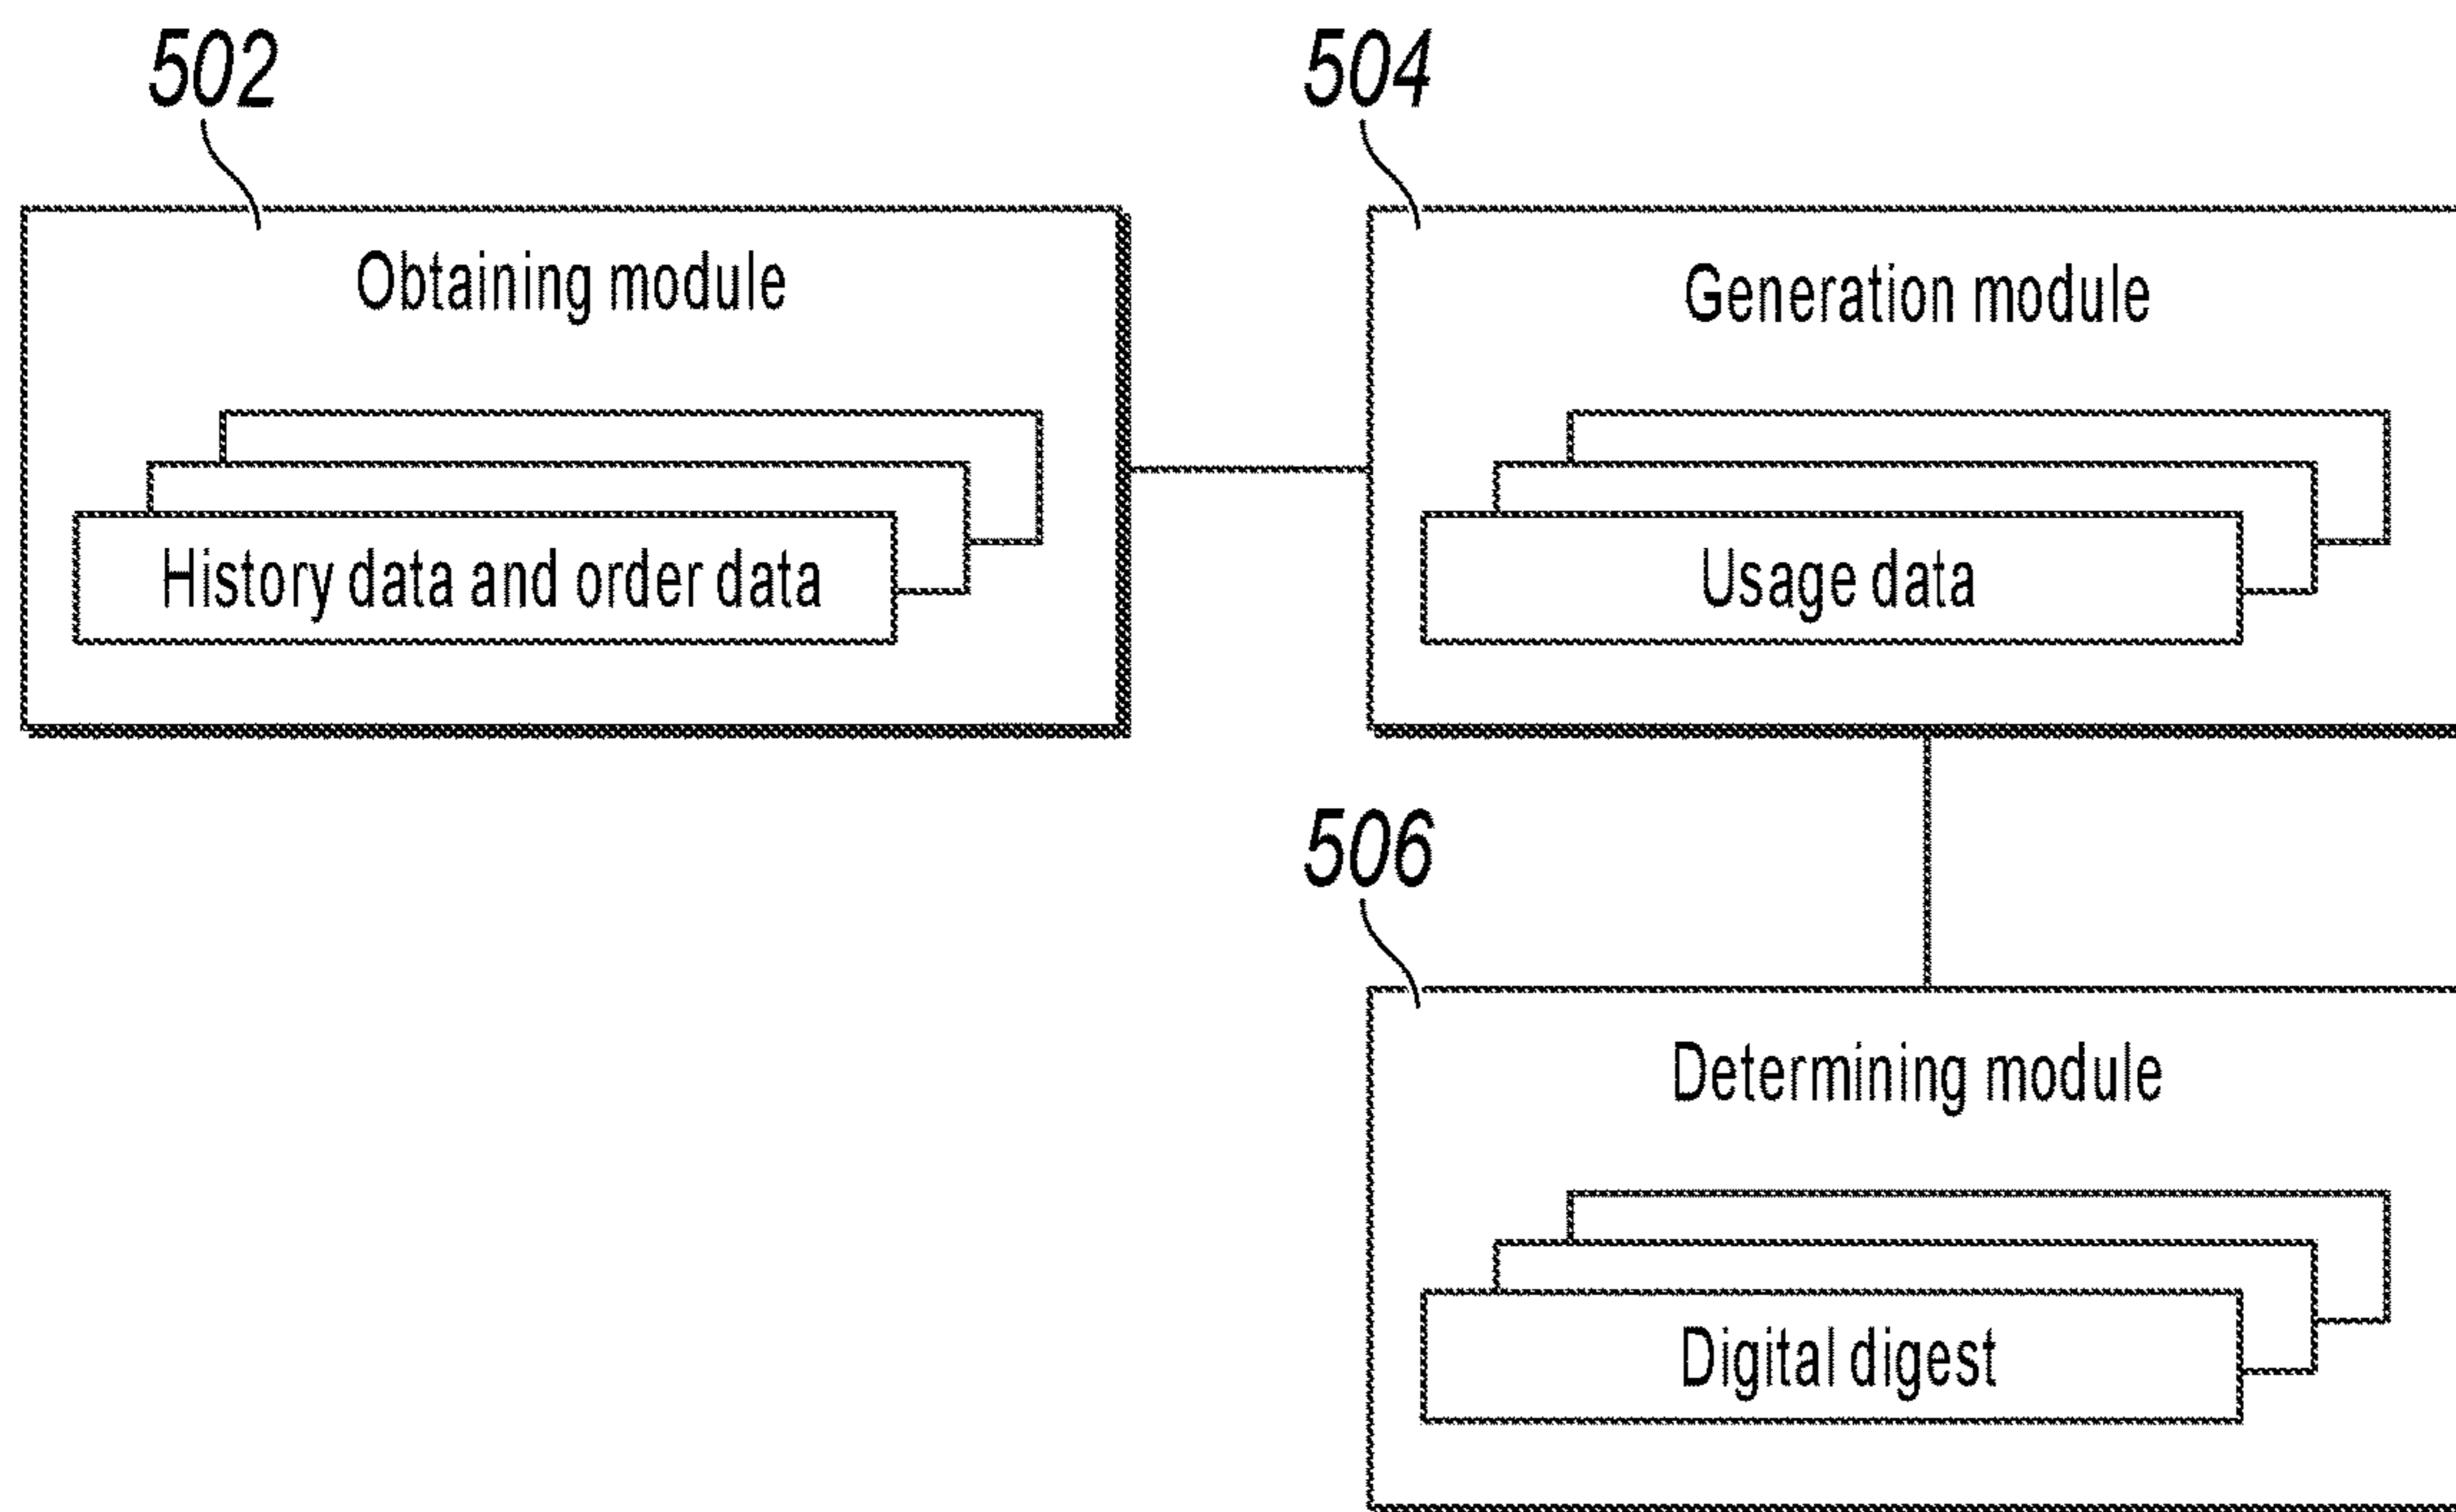 502
504
Obtaining module
Generation module
History data and order data
Usage data
506
Determining module
Digital digest